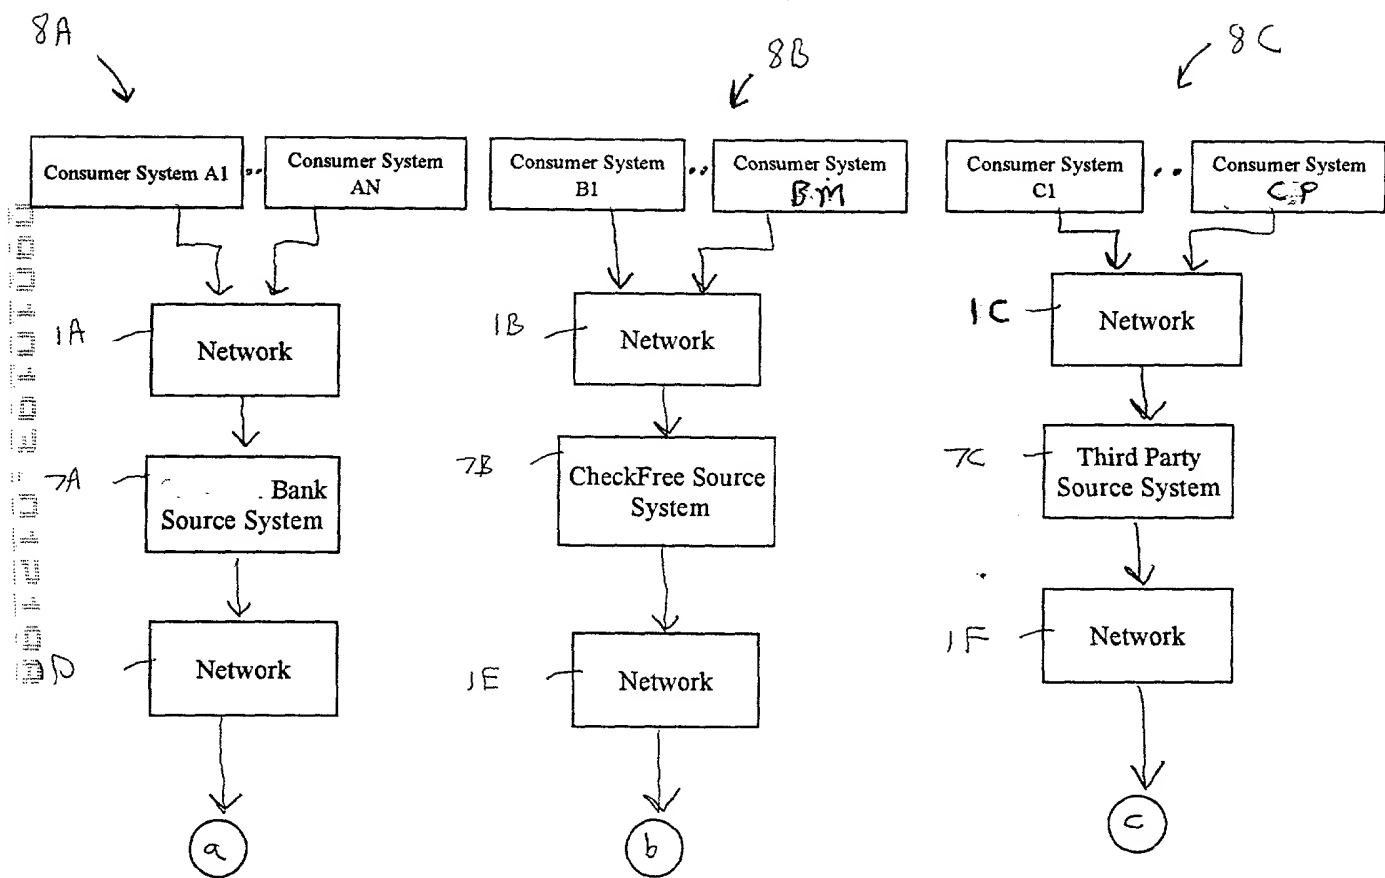 8A
8B
8C
Consumer System A1
Consumer System
AN
Consumer System
B1
Consumer System
BM
Consumer System
C1
Consumer System
CP
1A
Network
1B
Network
1C
Network
7A
Bank
Source System
7B
CheckFree Source
System
7C
Third Party
Source System
1D
Network
1E
Network
1F
Network
a
b
c